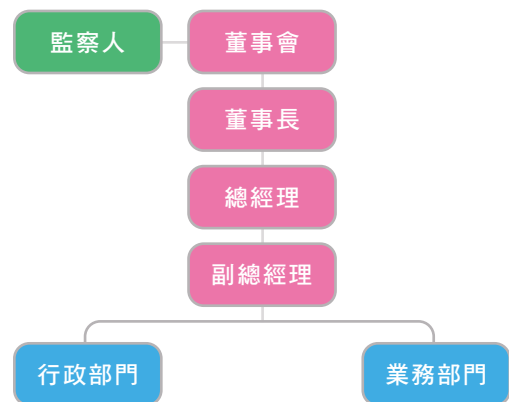 監察人
董事會
董事長
總經理
副總經理
行政部門
業務部門